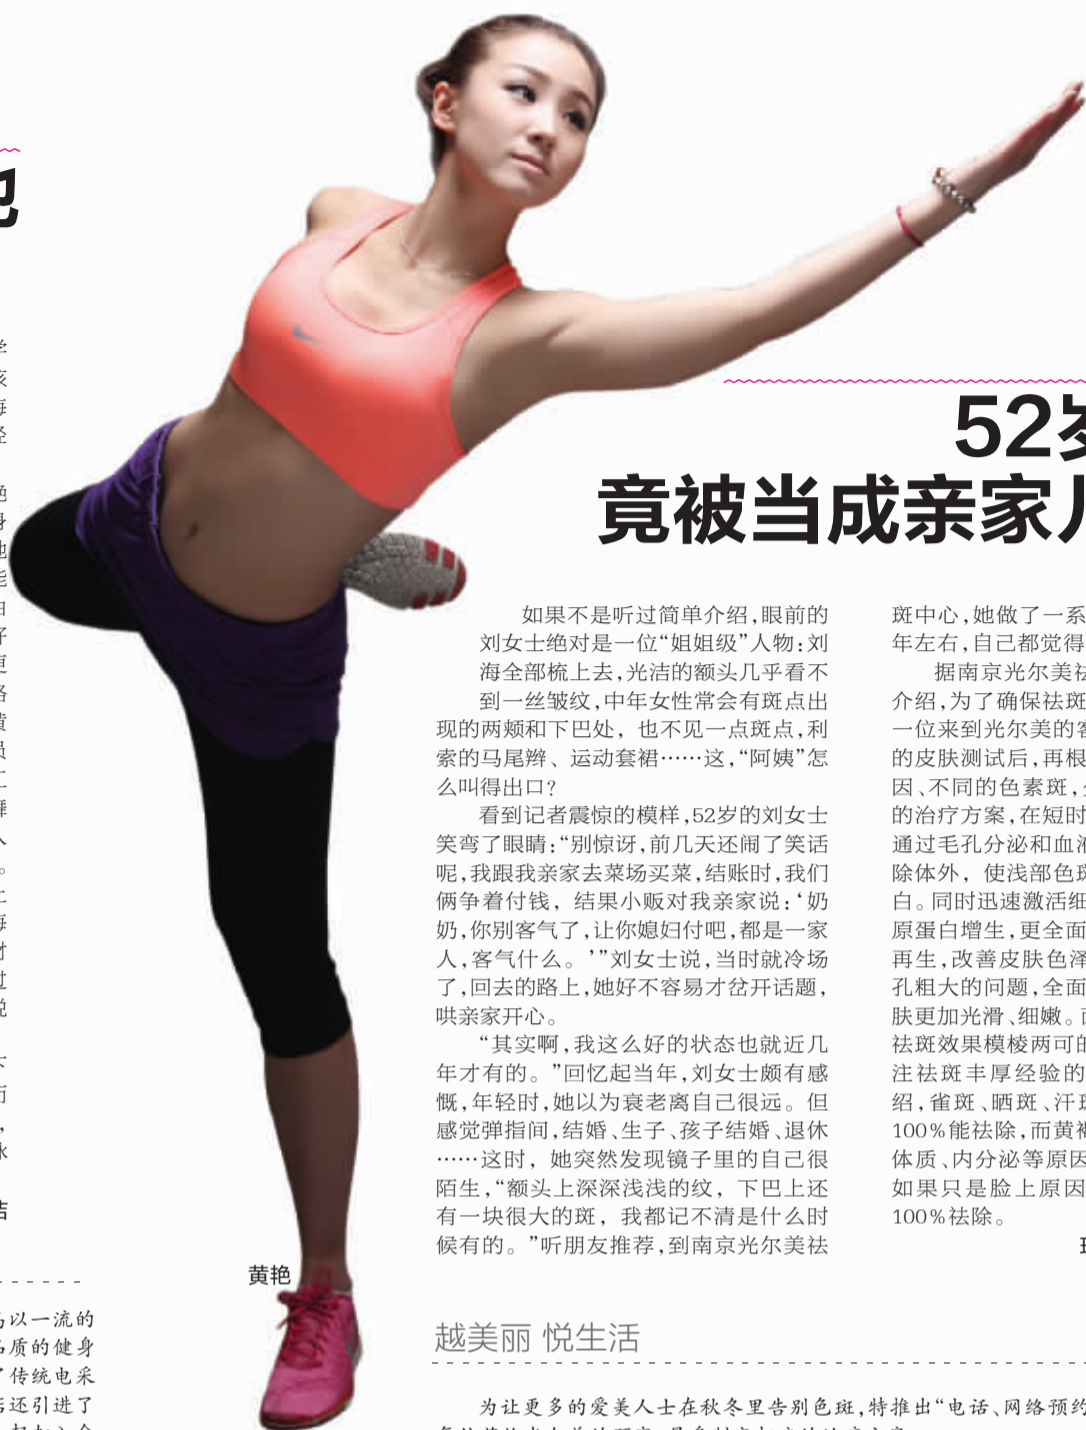 52岁
竟被当成亲家儿
如果不是听过简单介绍,眼前的
刘女士绝对是一位“姐姐级”人物:刘
海全部梳上去,光洁的额头几乎看不
到一丝皱纹,中年女性常会有斑点出
现的两颊和下巴处，也不见一点斑点,利
索的马尾辫、运动套裙……这,“阿姨”怎
么叫得出口?
看到记者震惊的模样,52岁的刘女士
笑弯了眼睛:“别惊讶,前几天还闹了笑话
呢,我跟我亲家去菜场买菜,结账时,我们
俩争着付钱，结果小贩对我亲家说:‘奶
奶,你别客气了,让你媳妇付吧,都是一家
人,客气什么。’”刘女士说,当时就冷场
了,回去的路上,她好不容易才岔开话题，
哄亲家开心。
“其实啊,我这么好的状态也就近几
年才有的。”回忆起当年,刘女士颇有感
慨,年轻时,她以为衰老离自己很远。但
感觉弹指间,结婚、生子、孩子结婚、退休
……这时，她突然发现镜子里的自己很
陌生,“额头上深深浅浅的纹，下巴上还
有一块很大的斑，我都记不清是什么时
候有的。”听朋友推荐,到南京光尔美祛
斑中心,她做了一系
年左右,自己都觉得
据南京光尔美祛
介绍,为了确保祛斑
一位来到光尔美的客
的皮肤测试后,再根
因、不同的色素斑,
的治疗方案,在短时
通过毛孔分泌和血液
除体外，使浅部色斑
白。同时迅速激活细
原蛋白增生,更全面
再生,改善皮肤色泽
孔粗大的问题,全面
肤更加光滑、细嫩。
祛斑效果模棱两可的
注祛斑丰厚经验的
绍,雀斑、晒斑、汗斑
100%能祛除,而黄褐
体质、内分泌等原因
如果只是脸上原因
100%祛除。
黄艳
以一流的
质的健身
传统电采
还引进了
越美丽 悦生活
为让更多的爱美人士在秋冬里告别色斑,特推出“电话、网络预约